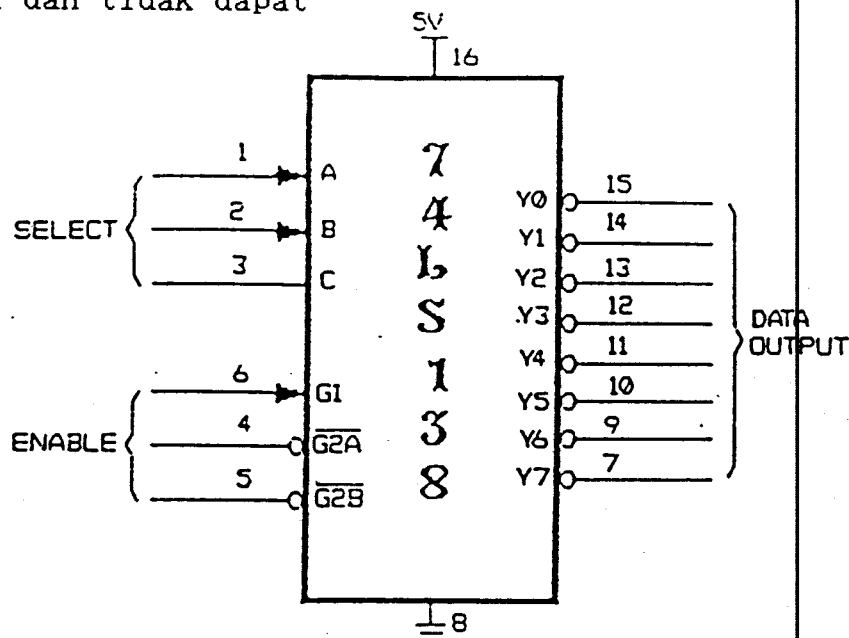 dan tidak dapat
5V
16
7
4
L
S
1
3
8
1
A
2
B
3
C
SELECT
6
G1
4
G2A
5
G2B
ENABLE
Y0
15
Y1
14
Y2
13
Y3
12
Y4
11
Y5
10
Y6
9
Y7
7
DATA
OUTPUT
8